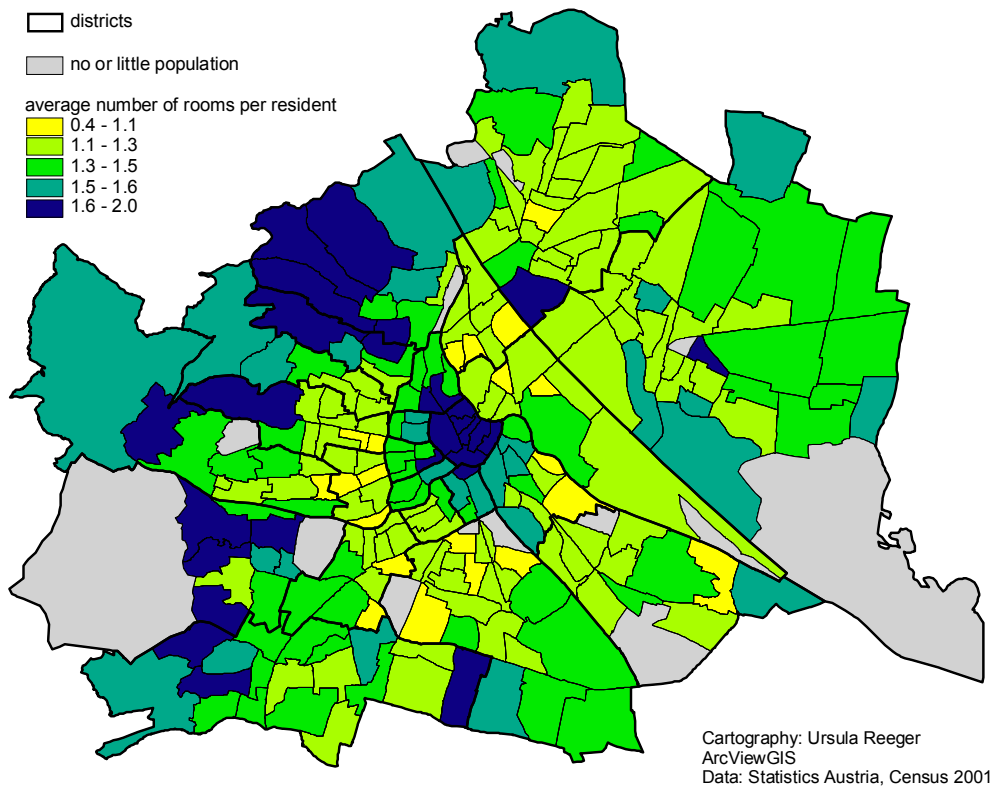 districts
no or little population
average number of rooms per resident
0.4 - 1.1
1.1 - 1.3
1.3 - 1.5
1.5 - 1.6
1.6 - 2.0
Cartography: Ursula Reeger
ArcViewGIS
Data: Statistics Austria, Census 2001